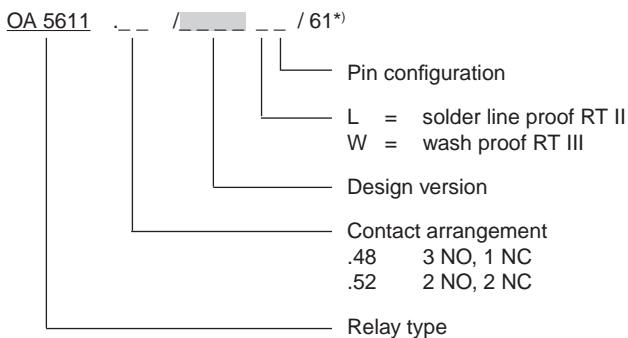 OA 5611 ._ _ /_ _ _ _ _ _ / 61*)
Pin configuration
L = solder line proof RT II
W = wash proof RT III
Design version
Contact arrangement
.48 3 NO, 1 NC
.52 2 NO, 2 NC
Relay type